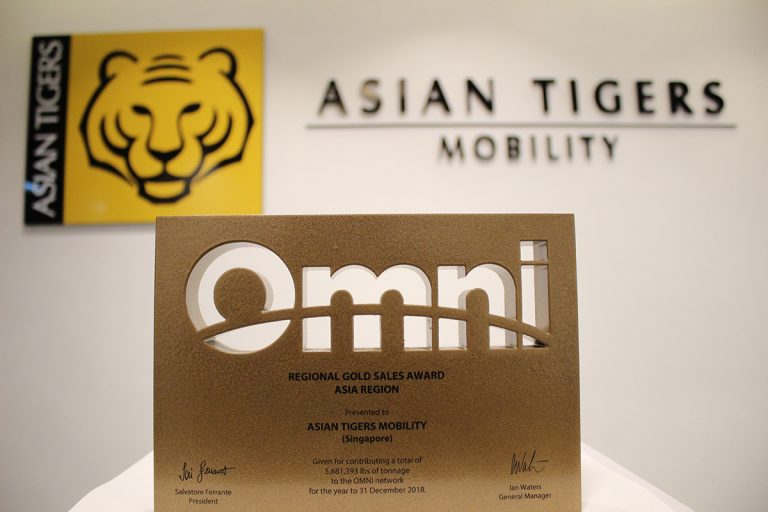 ASIAN TIGERS
ASIAN TIGERS
MOBILITY
Omni
REGIONAL GOLD SALES AWARD
ASIA REGION
Presented to
ASIAN TIGERS MOBILITY
(Singapore)
Given for contributing a total of
5,681,393 lbs of tonnage
to the OMNI network
for the year to 31 December 2018.
Salvatore Ferrante
President
Ian Waters
General Manager